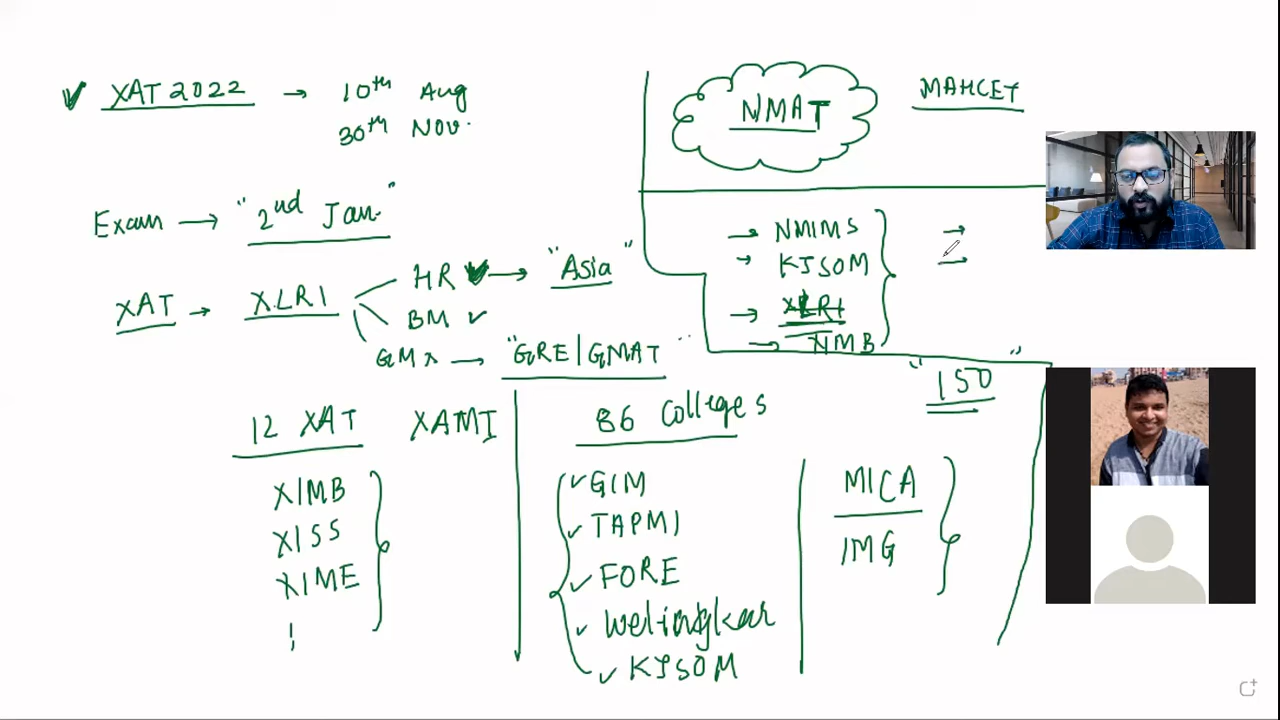 XAT 2022 → 10th Aug
30th NOV.
Exam → "2nd Jan."
XAT → XLRI
HR → "Asia"
BM
GMX → "GRE/GMAT"
12 XAT XAMI
XIMB
XISS
XIME
86 Colleges
GIM
TAPMI
FORE
Welingkar
KJSOM
NMAT
MAHCET
→ NMIMS
→ KJSOM
→ XLRI
→ NMB
"150"
MICA
IMG